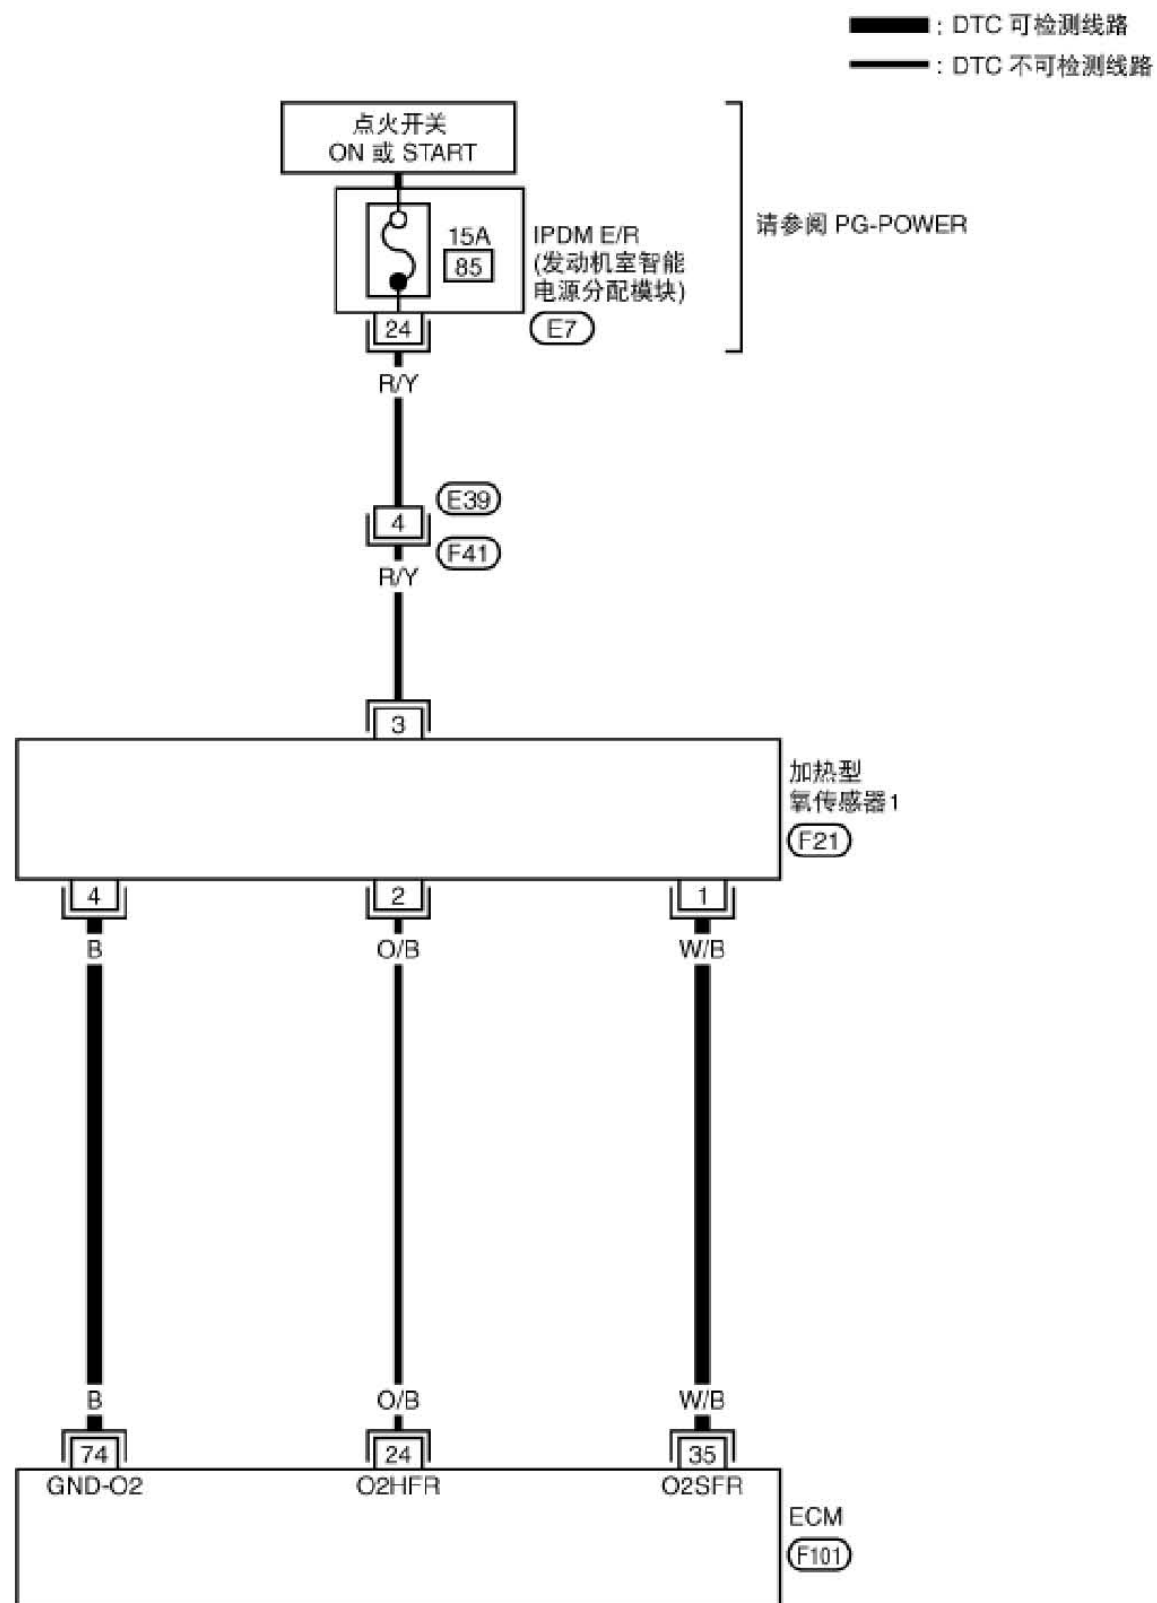 : DTC 可检测线路
: DTC 不可检测线路
点火开关
ON 或 START
15A
85
IPDM E/R
(发动机室智能
电源分配模块)
E7
请参阅 PG-POWER
24
R/Y
E39
4
F41
R/Y
3
加热型
氧传感器1
F21
4
2
1
B
O/B
W/B
B
O/B
W/B
74
24
35
GND-O2
O2HFR
O2SFR
ECM
F101